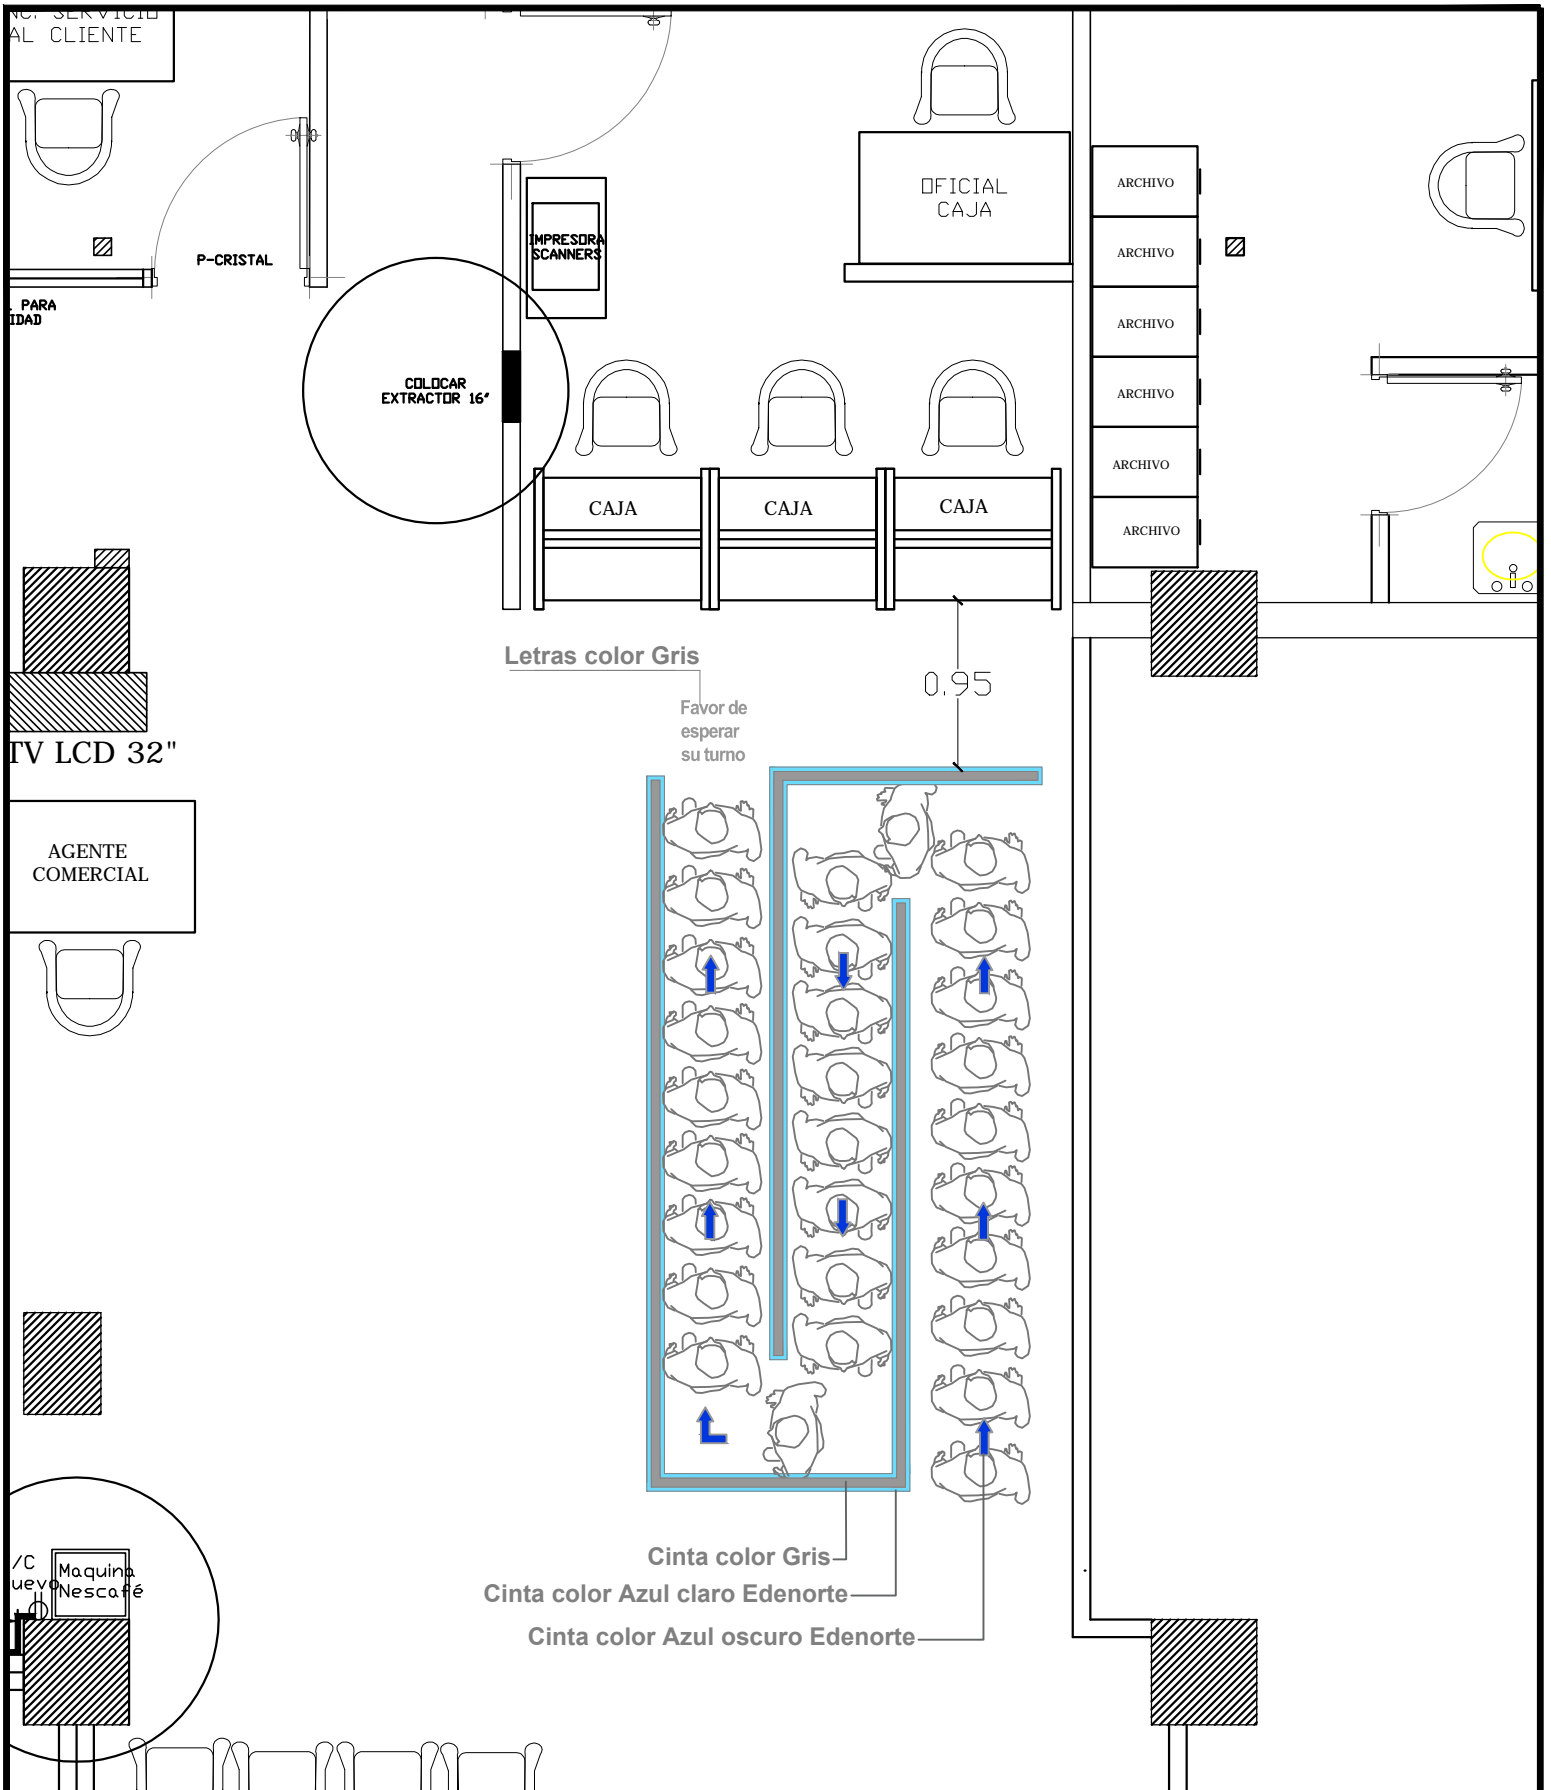 SERVICIO
AL CLIENTE
P-CRISTAL
PARA
IMPRESORA
SCANNERS
OFICIAL
CAJA
ARCHIVO
ARCHIVO
ARCHIVO
ARCHIVO
ARCHIVO
ARCHIVO
COLOCAR
EXTRACTOR 16"
CAJA
CAJA
CAJA
Letras color Gris
0.95
Favor de
esperar
su turno
TV LCD 32"
AGENTE
COMERCIAL
/C
Maquina
Nescafé
Cinta color Gris
Cinta color Azul claro Edenorte
Cinta color Azul oscuro Edenorte